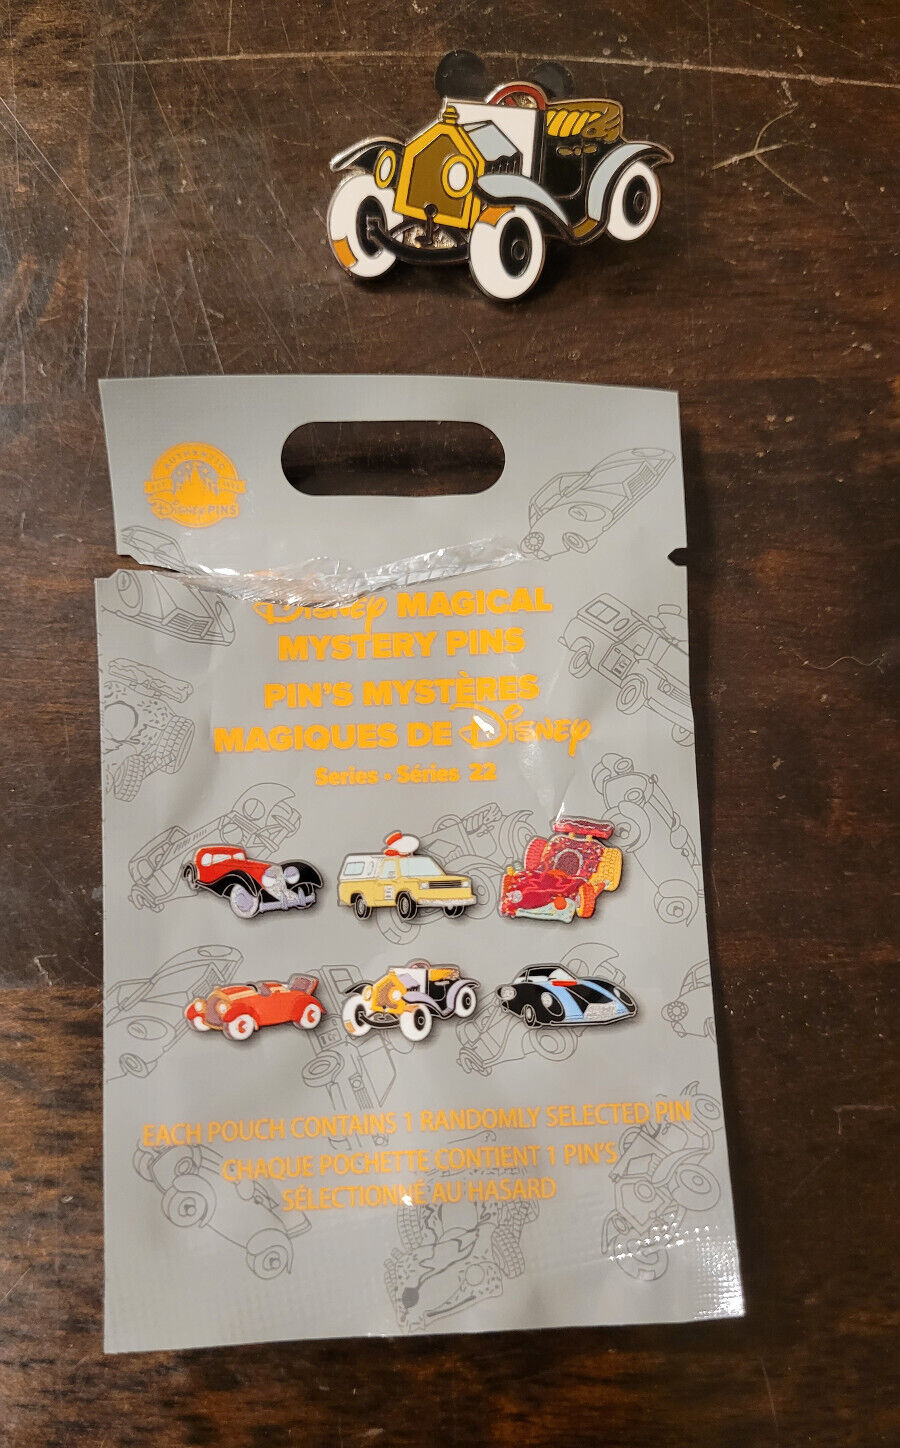 AUTHENTIC
Disney PINS
Disney MAGICAL
MYSTERY PINS
PIN'S MYSTÈRES
MAGIQUES DE Disney
Series • Séries 22
EACH POUCH CONTAINS 1 RANDOMLY SELECTED PIN
CHAQUE POCHETTE CONTIENT 1 PIN'S
SÉLECTIONNÉ AU HASARD